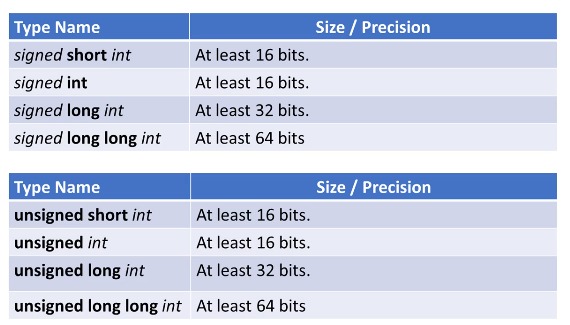 Type Name Size / Precision
signed short int At least 16 bits.
signed int At least 16 bits.
signed long int At least 32 bits.
signed long long int At least 64 bits
Type Name Size / Precision
unsigned short int At least 16 bits.
unsigned int At least 16 bits.
unsigned long int At least 32 bits.
unsigned long long int At least 64 bits